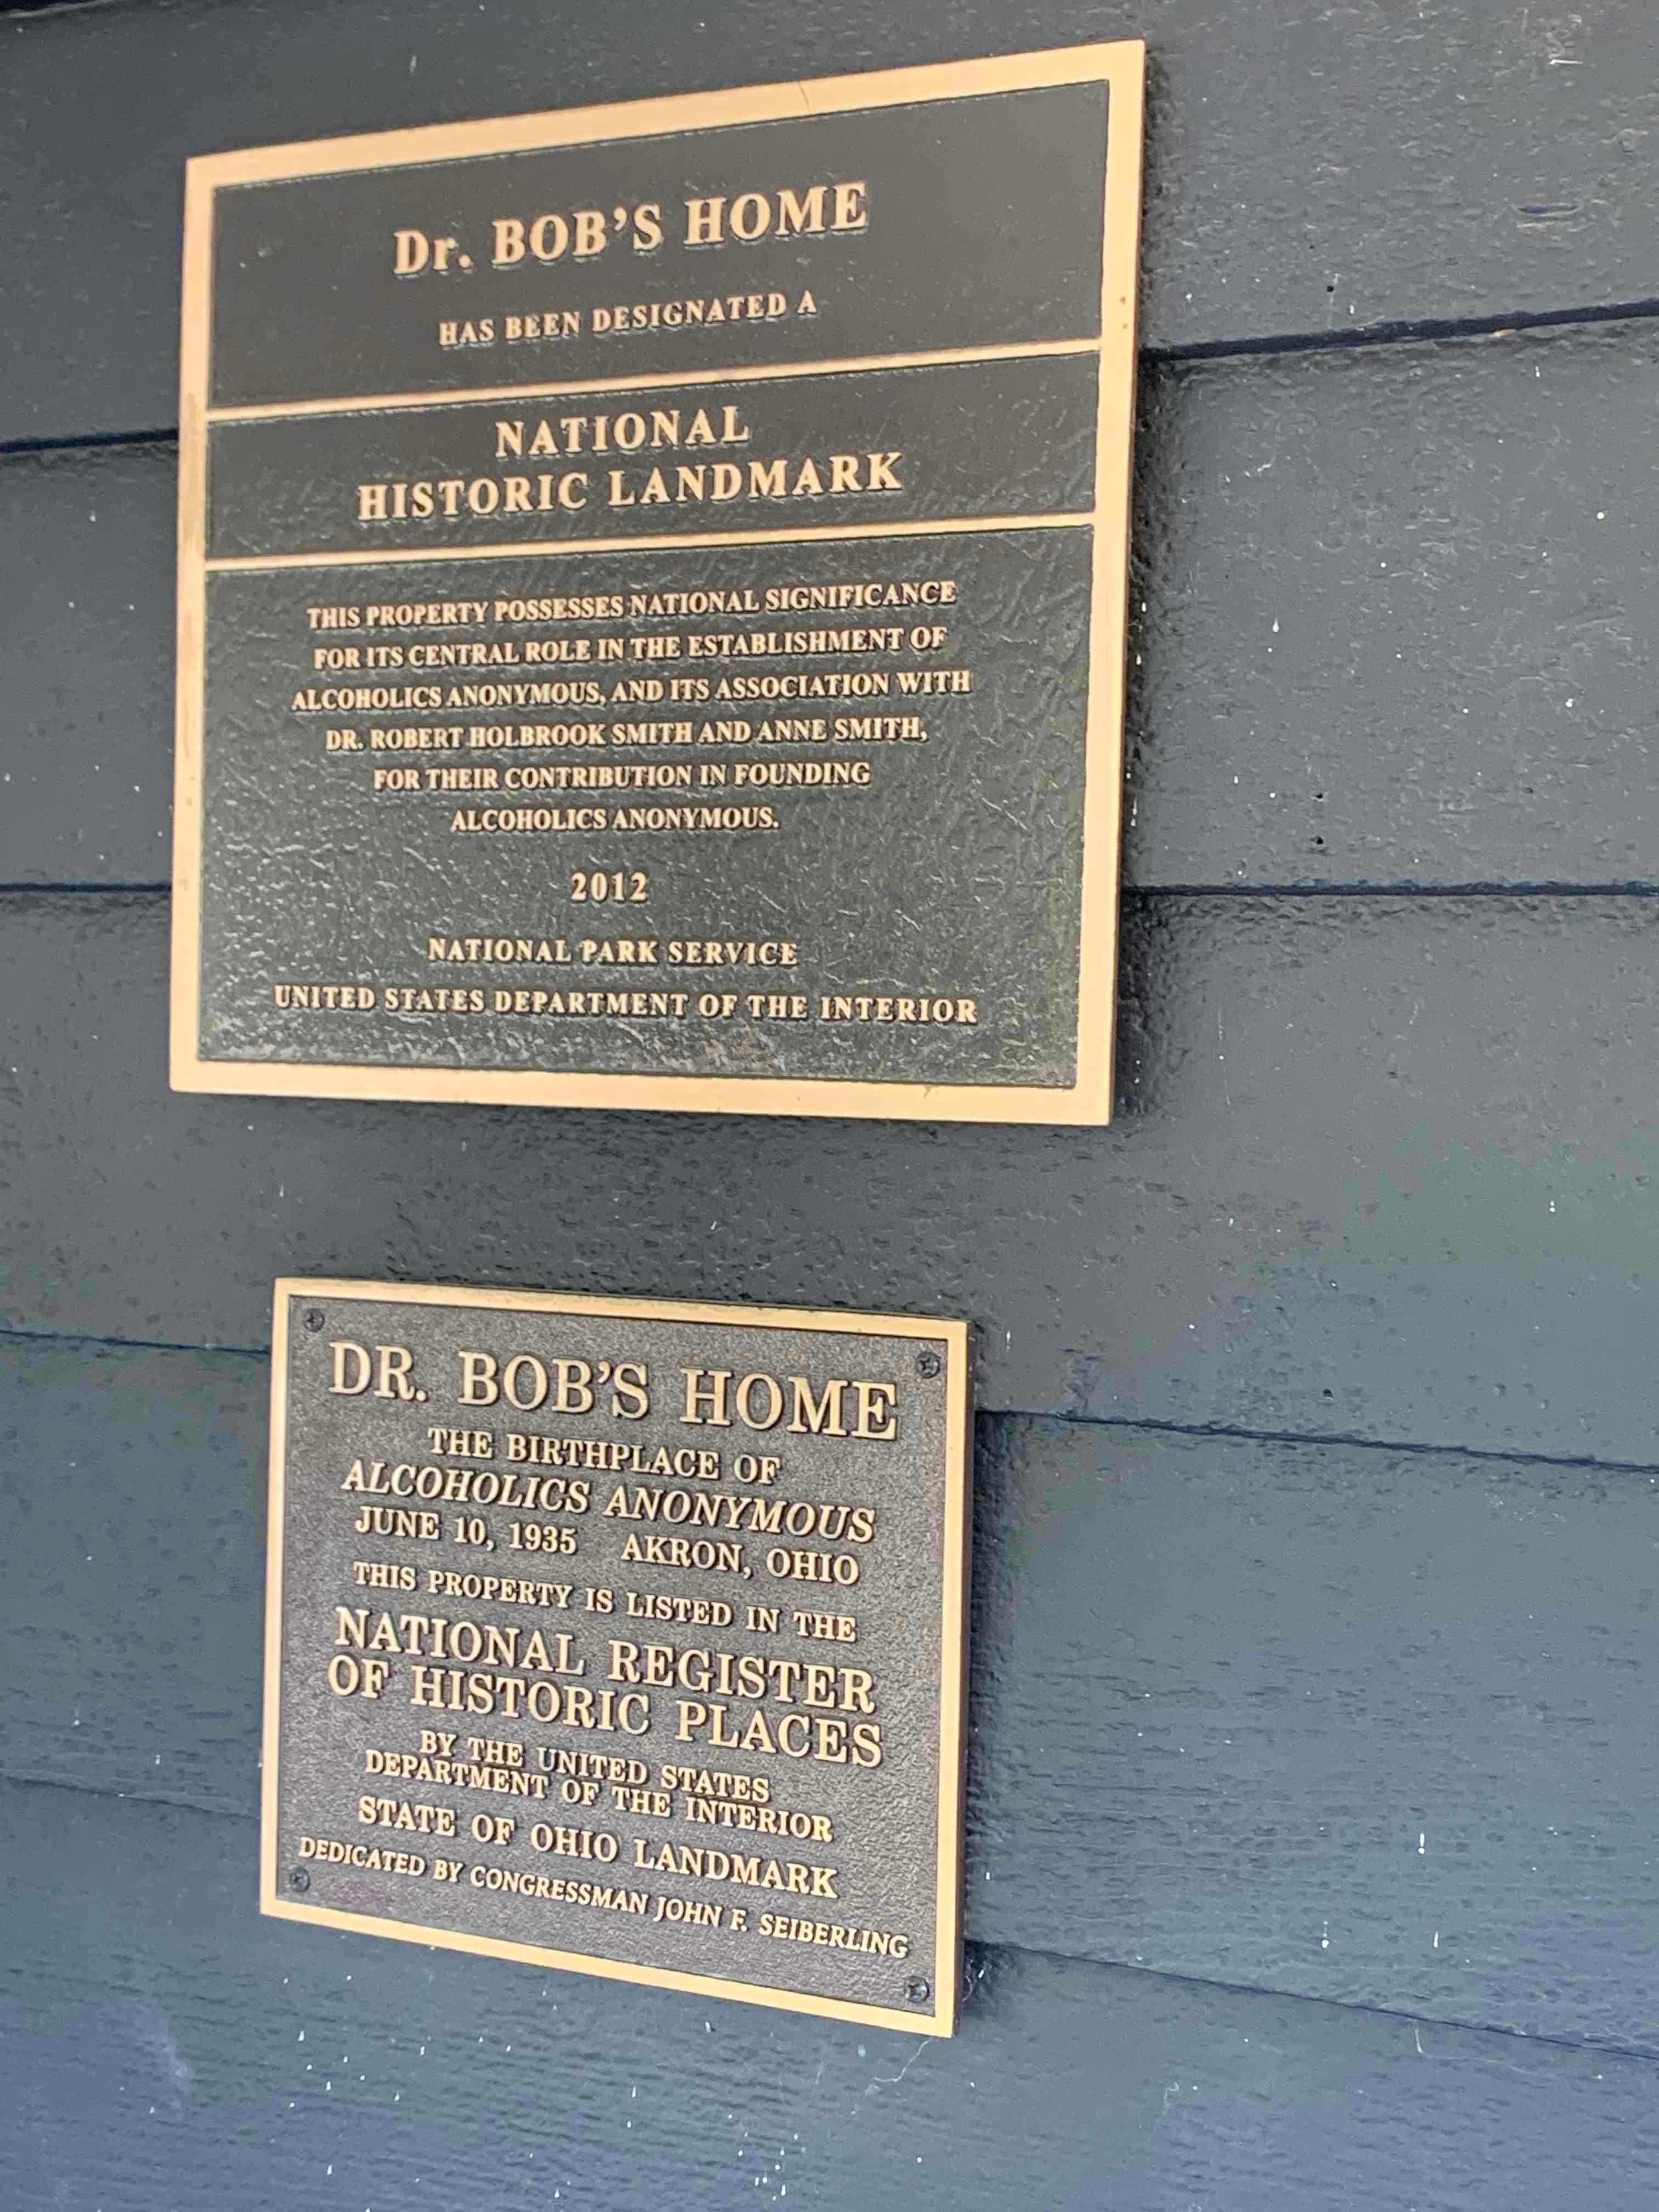 Dr. BOB'S HOME
HAS BEEN DESIGNATED A
NATIONAL
HISTORIC LANDMARK
THIS PROPERTY POSSESSES NATIONAL SIGNIFICANCE
FOR ITS CENTRAL ROLE IN THE ESTABLISHMENT OF
ALCOHOLICS ANONYMOUS, AND ITS ASSOCIATION WITH
DR. ROBERT HOLBROOK SMITH AND ANNE SMITH,
FOR THEIR CONTRIBUTION IN FOUNDING
ALCOHOLICS ANONYMOUS.
2012
NATIONAL PARK SERVICE
UNITED STATES DEPARTMENT OF THE INTERIOR
DR. BOB'S HOME
THE BIRTHPLACE OF
ALCOHOLICS ANONYMOUS
JUNE 10, 1935 AKRON, OHIO
THIS PROPERTY IS LISTED IN THE
NATIONAL REGISTER
OF HISTORIC PLACES
BY THE UNITED STATES
DEPARTMENT OF THE INTERIOR
STATE OF OHIO LANDMARK
DEDICATED BY CONGRESSMAN JOHN F. SEIBERLING